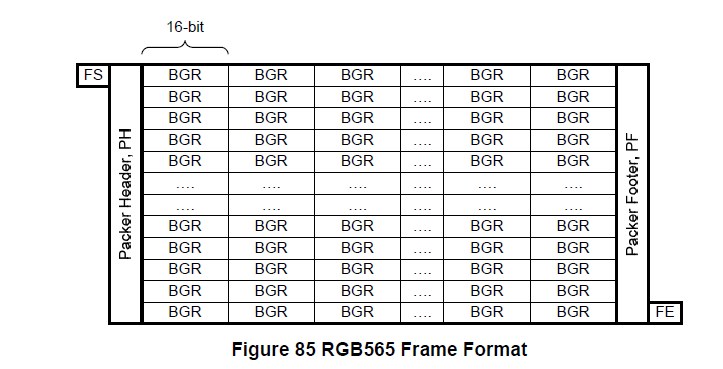 16-bit
FS BGR BGR BGR .... BGR BGR
BGR BGR BGR .... BGR BGR
BGR BGR BGR .... BGR BGR
BGR BGR BGR .... BGR BGR
BGR BGR BGR .... BGR BGR
.... .... .... .... .... ....
.... .... .... .... .... ....
BGR BGR BGR .... BGR BGR
BGR BGR BGR .... BGR BGR
BGR BGR BGR .... BGR BGR
BGR BGR BGR .... BGR BGR
BGR BGR BGR .... BGR BGR FE
Packer Header, PH
Packer Footer, PF
Figure 85 RGB565 Frame Format